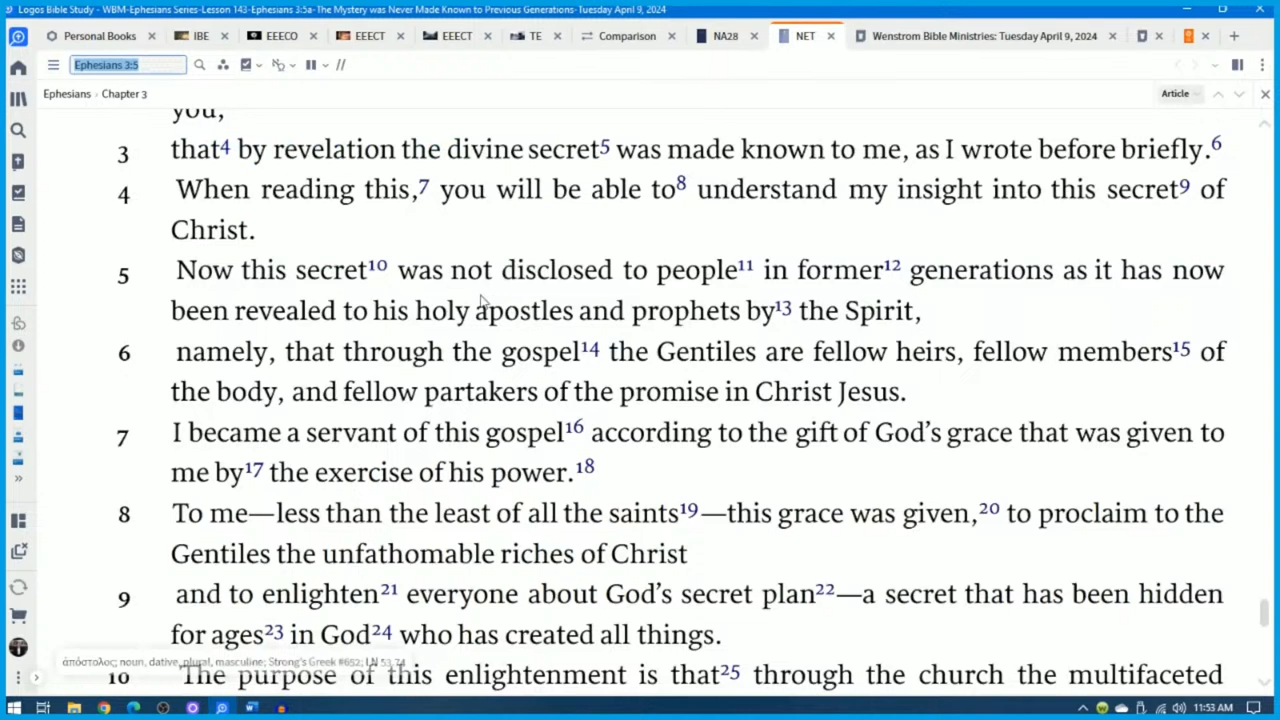 Logos Bible Study - WBM-Ephesians Series-Lesson 143-Ephesians 3:5a-The Mystery was Never Made Known to Previous Generations-Tuesday April 9, 2024
Personal Books IBE EEECO EEECT EEECT TE Comparison NA28 NET Wenstrom Bible Ministries: Tuesday April 9, 2024
Ephesians 3:5
Ephesians › Chapter 3 Article
you,
3 that4 by revelation the divine secret5 was made known to me, as I wrote before briefly.6
4 When reading this,7 you will be able to8 understand my insight into this secret9 of
Christ.
5 Now this secret10 was not disclosed to people11 in former12 generations as it has now
been revealed to his holy apostles and prophets by13 the Spirit,
6 namely, that through the gospel14 the Gentiles are fellow heirs, fellow members15 of
the body, and fellow partakers of the promise in Christ Jesus.
7 I became a servant of this gospel16 according to the gift of God’s grace that was given to
me by17 the exercise of his power.18
8 To me—less than the least of all the saints19—this grace was given,20 to proclaim to the
Gentiles the unfathomable riches of Christ
9 and to enlighten21 everyone about God’s secret plan22—a secret that has been hidden
for ages23 in God24 who has created all things.
ἀπόστολος; noun, dative, plural, masculine; Strong's Greek #652; LN 53.74
10 The purpose of this enlightenment is that25 through the church the multifaceted
11:53 AM